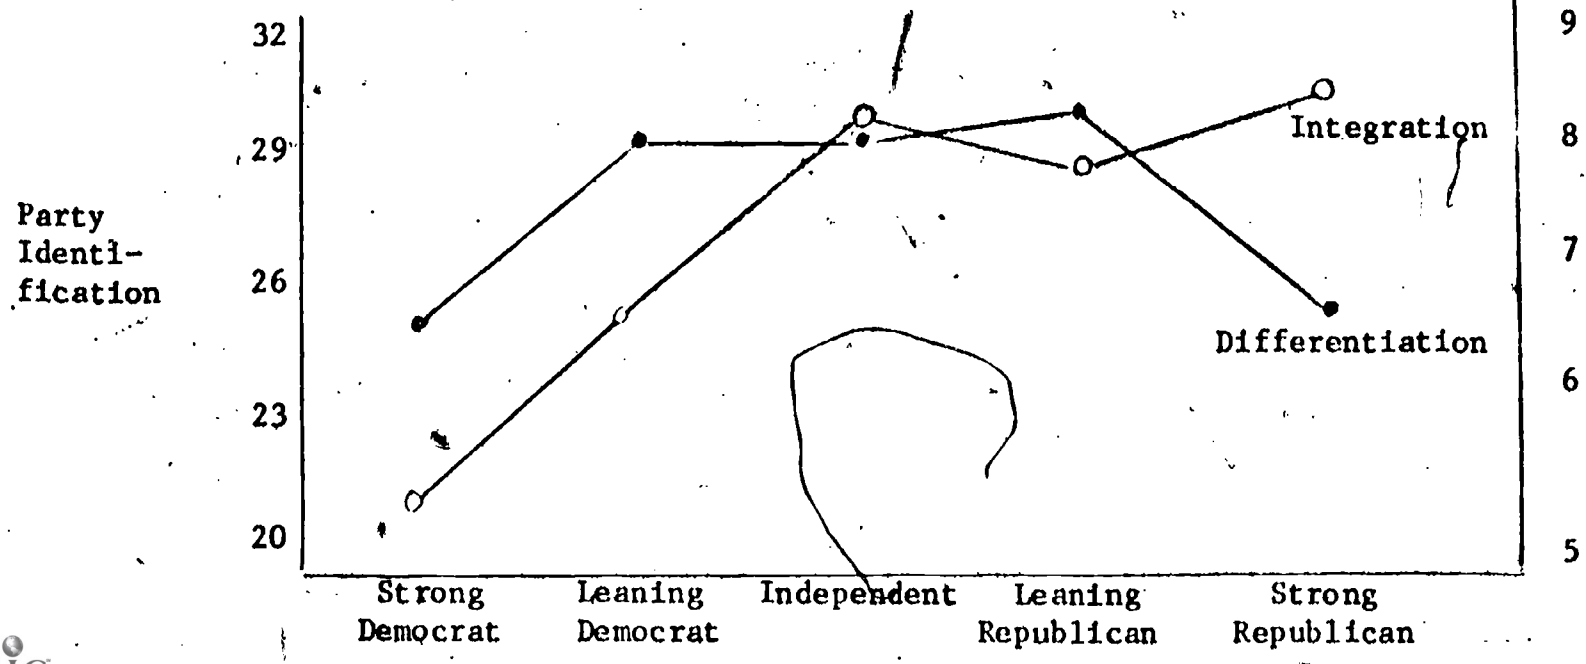 32
9
29
8
Integration
Party
Identi-
fication
7
26
Differentiation
6
23
20
5
Strong
Democrat
Leaning
Democrat
Independent
Leaning
Republican
Strong
Republican